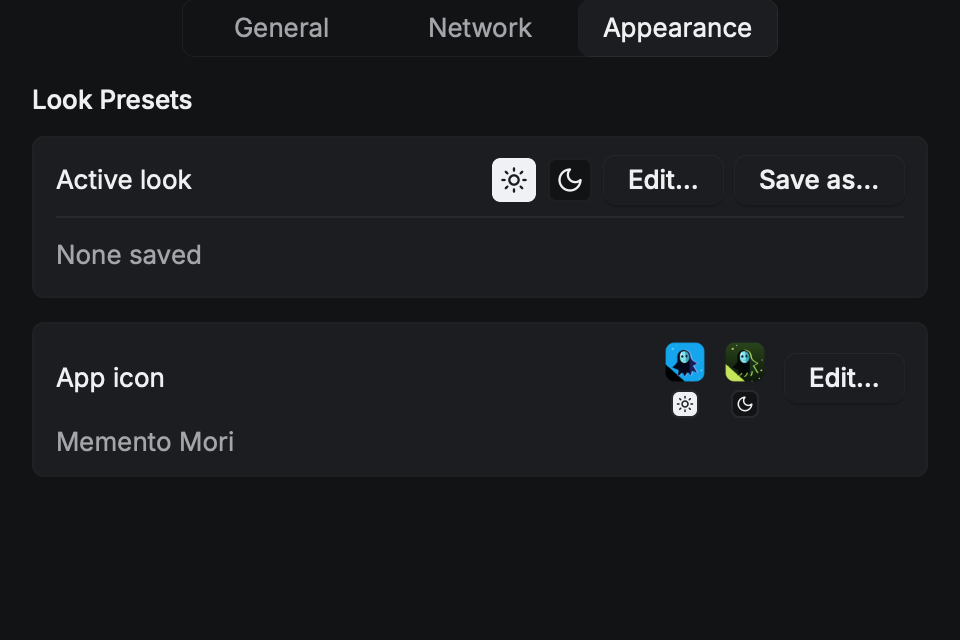 General Network Appearance
Look Presets
Active look Edit... Save as...
None saved
App icon Edit...
Memento Mori